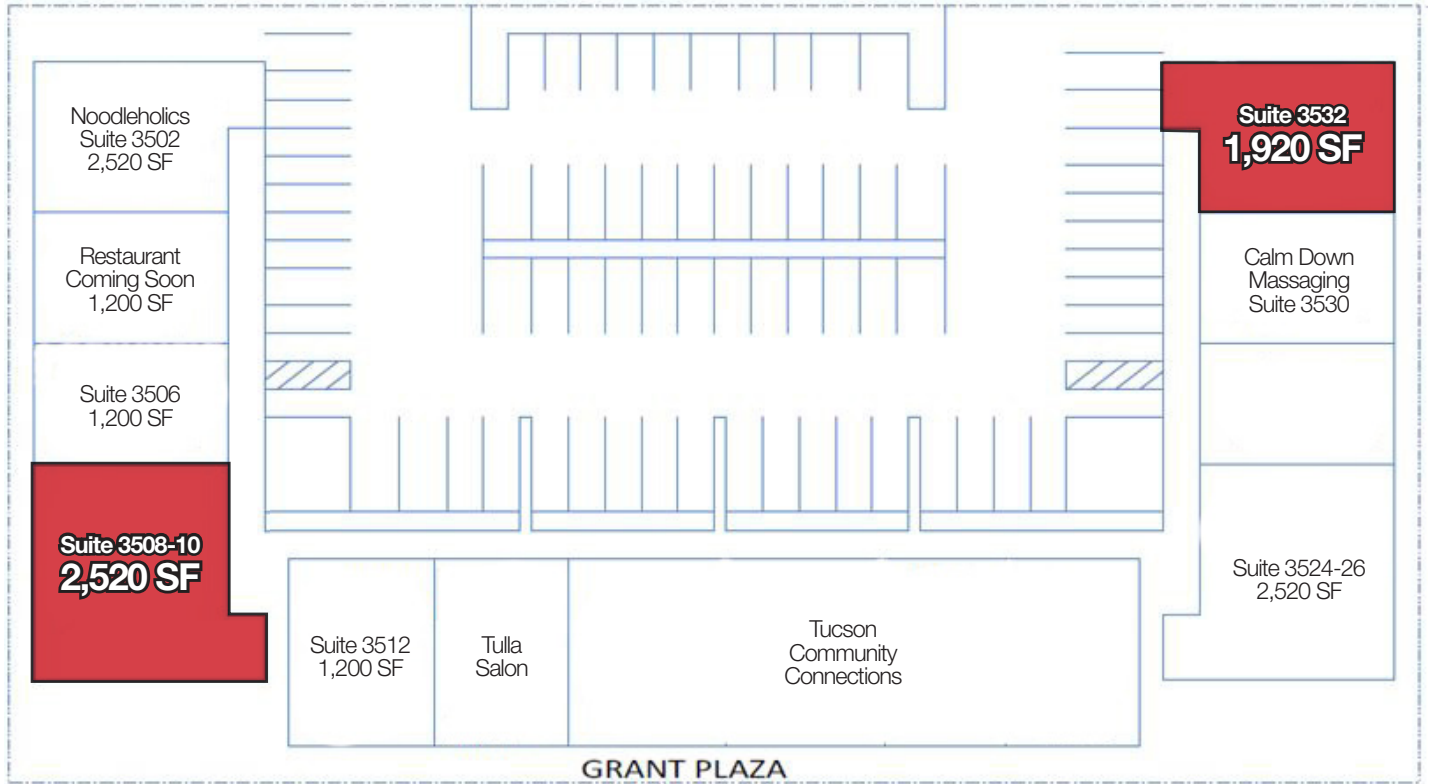 Noodleholics
Suite 3502
2,520 SF
Restaurant
Coming Soon
1,200 SF
Suite 3506
1,200 SF
Suite 3508-10
2,520 SF
Suite 3512
1,200 SF
Tulla
Salon
Tucson
Community
Connections
Suite 3532
1,920 SF
Calm Down
Massaging
Suite 3530
Suite 3524-26
2,520 SF
GRANT PLAZA